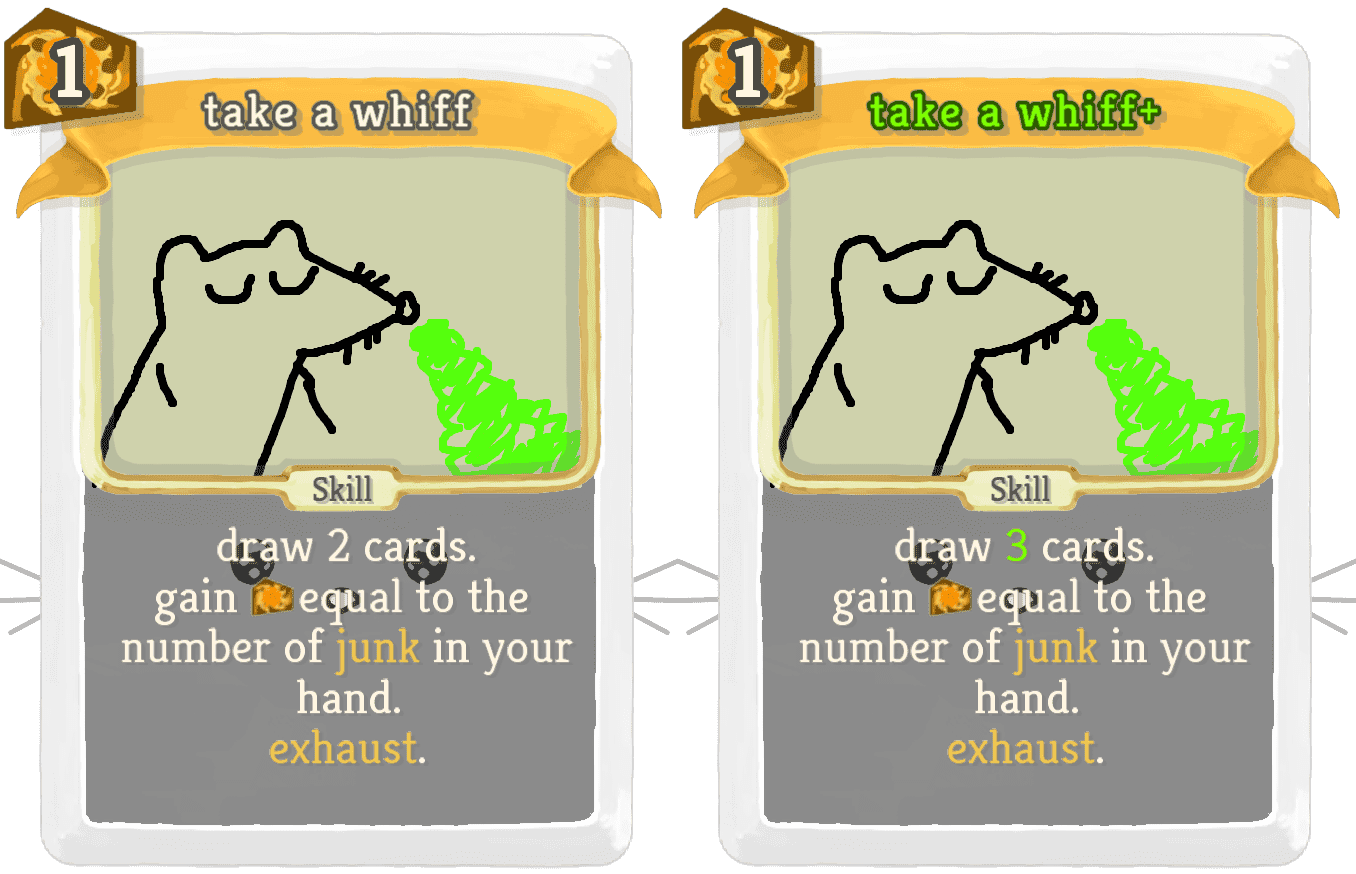 1
take a whiff
Skill
draw 2 cards.
gain equal to the
number of junk in your
hand.
exhaust.
1
take a whiff+
Skill
draw 3 cards.
gain equal to the
number of junk in your
hand.
exhaust.